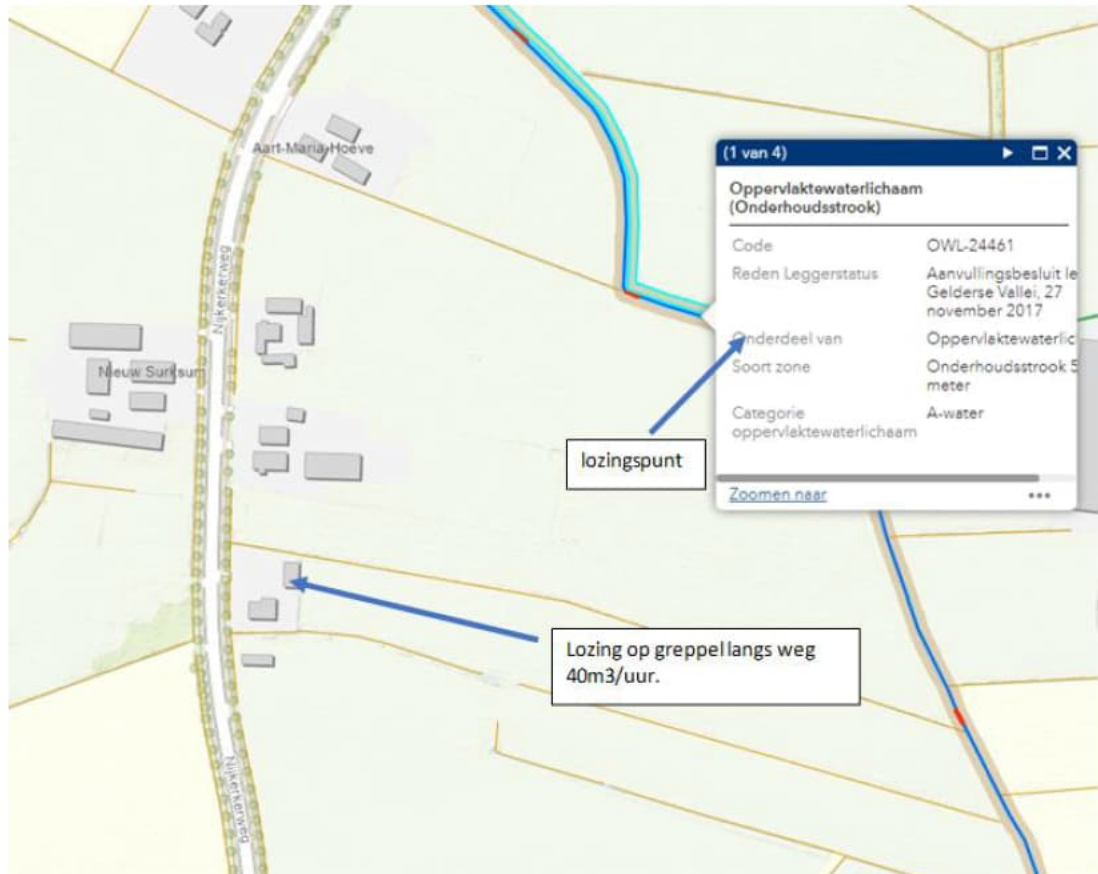 Aart-Maria-Hoeve
(1 van 4)
Oppervlaktewaterlichaam
(Onderhoudsstrook)
Code OWL-24461
Reden Leggerstatus Aanvullingsbesluit le
Gelderse Vallei, 27
november 2017
Onderdeel van Oppervlaktewaterlic
Soort zone Onderhoudsstrook 5
meter
Categorie A-water
oppervlaktewaterlichaam
Zoomen naar
Nijkerkerweg
Nieuw Surksum
lozingspunt
Lozing op greppel langs weg
40m3/uur.
Nijkerkerweg